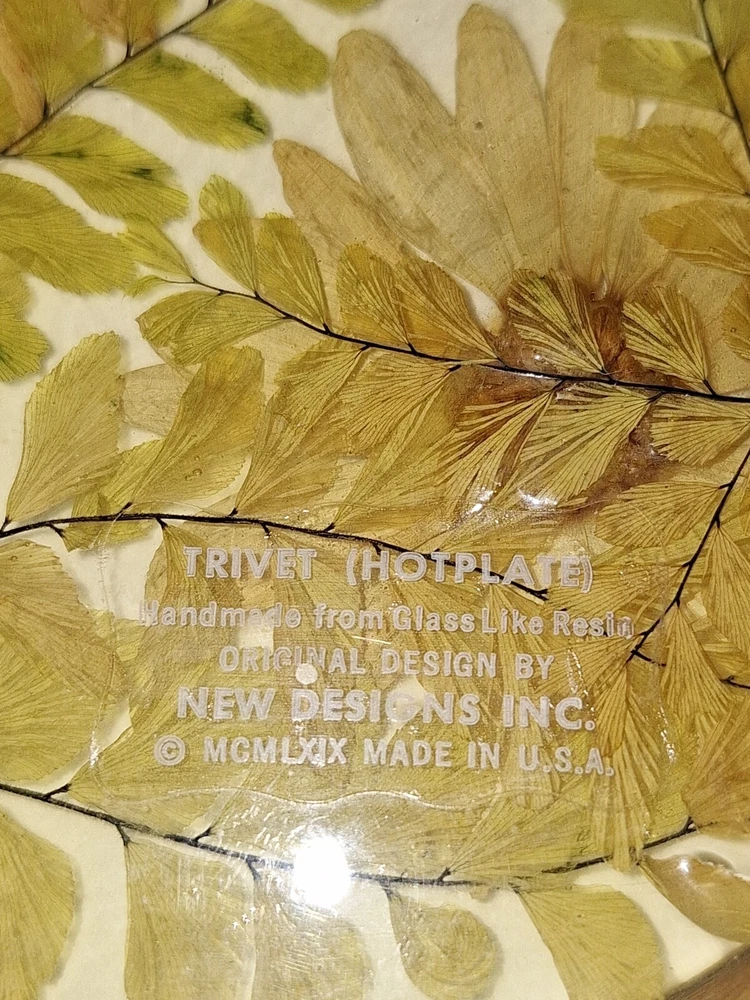 TRIVET (HOTPLATE)
Handmade from Glass Like Resin
ORIGINAL DESIGN BY
NEW DESIGNS INC.
© MCMLXIX MADE IN U.S.A.